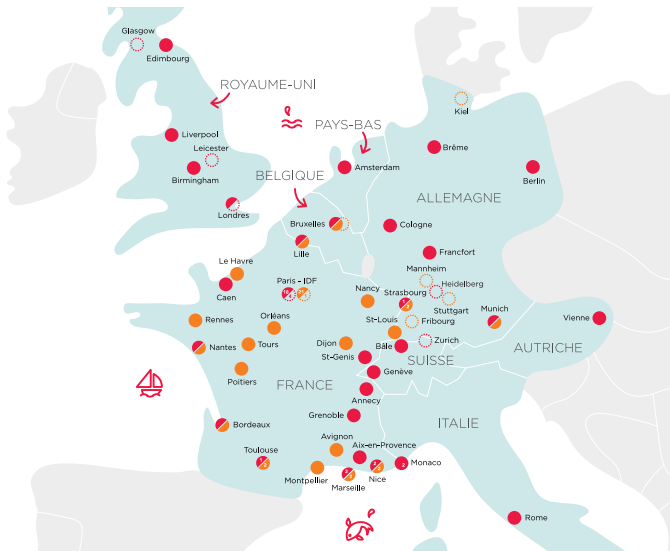 Glasgow
Edimbourg
ROYAUME-UNI
Kiel
PAYS-BAS
Liverpool
Leicester
Brême
Amsterdam
Birmingham
Berlin
BELGIQUE
ALLEMAGNE
Londres
Bruxelles
Cologne
Lille
Francfort
Le Havre
Paris - IDF
Mannheim
Caen
Nancy
Strasbourg
Heidelberg
Stuttgart
Munich
Orléans
St-Louis
Fribourg
Rennes
Vienne
Nantes
Tours
Dijon
Bâle
Zurich
AUTRICHE
St-Genis
SUISSE
Poitiers
Genève
FRANCE
Annecy
Grenoble
ITALIE
Bordeaux
Avignon
Toulouse
Aix-en-Provence
2
Monaco
Montpellier
Marseille
Nice
Rome